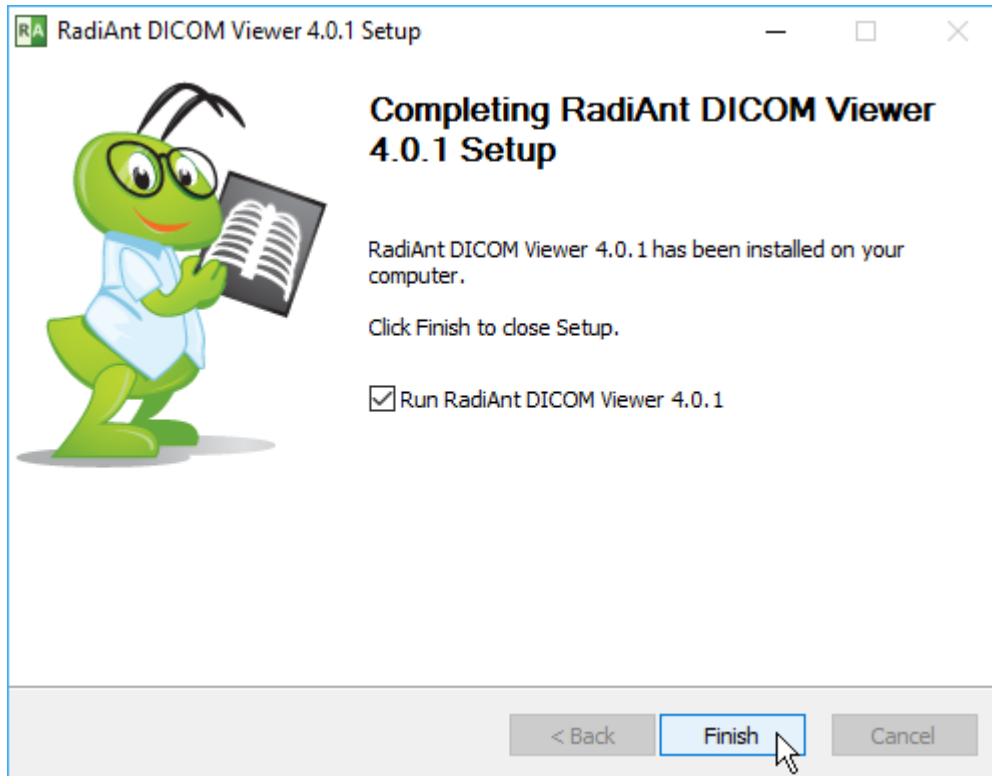 RA RadiAnt DICOM Viewer 4.0.1 Setup
Completing RadiAnt DICOM Viewer
4.0.1 Setup
RadiAnt DICOM Viewer 4.0.1 has been installed on your
computer.
Click Finish to close Setup.
Run RadiAnt DICOM Viewer 4.0.1
< Back Finish Cancel